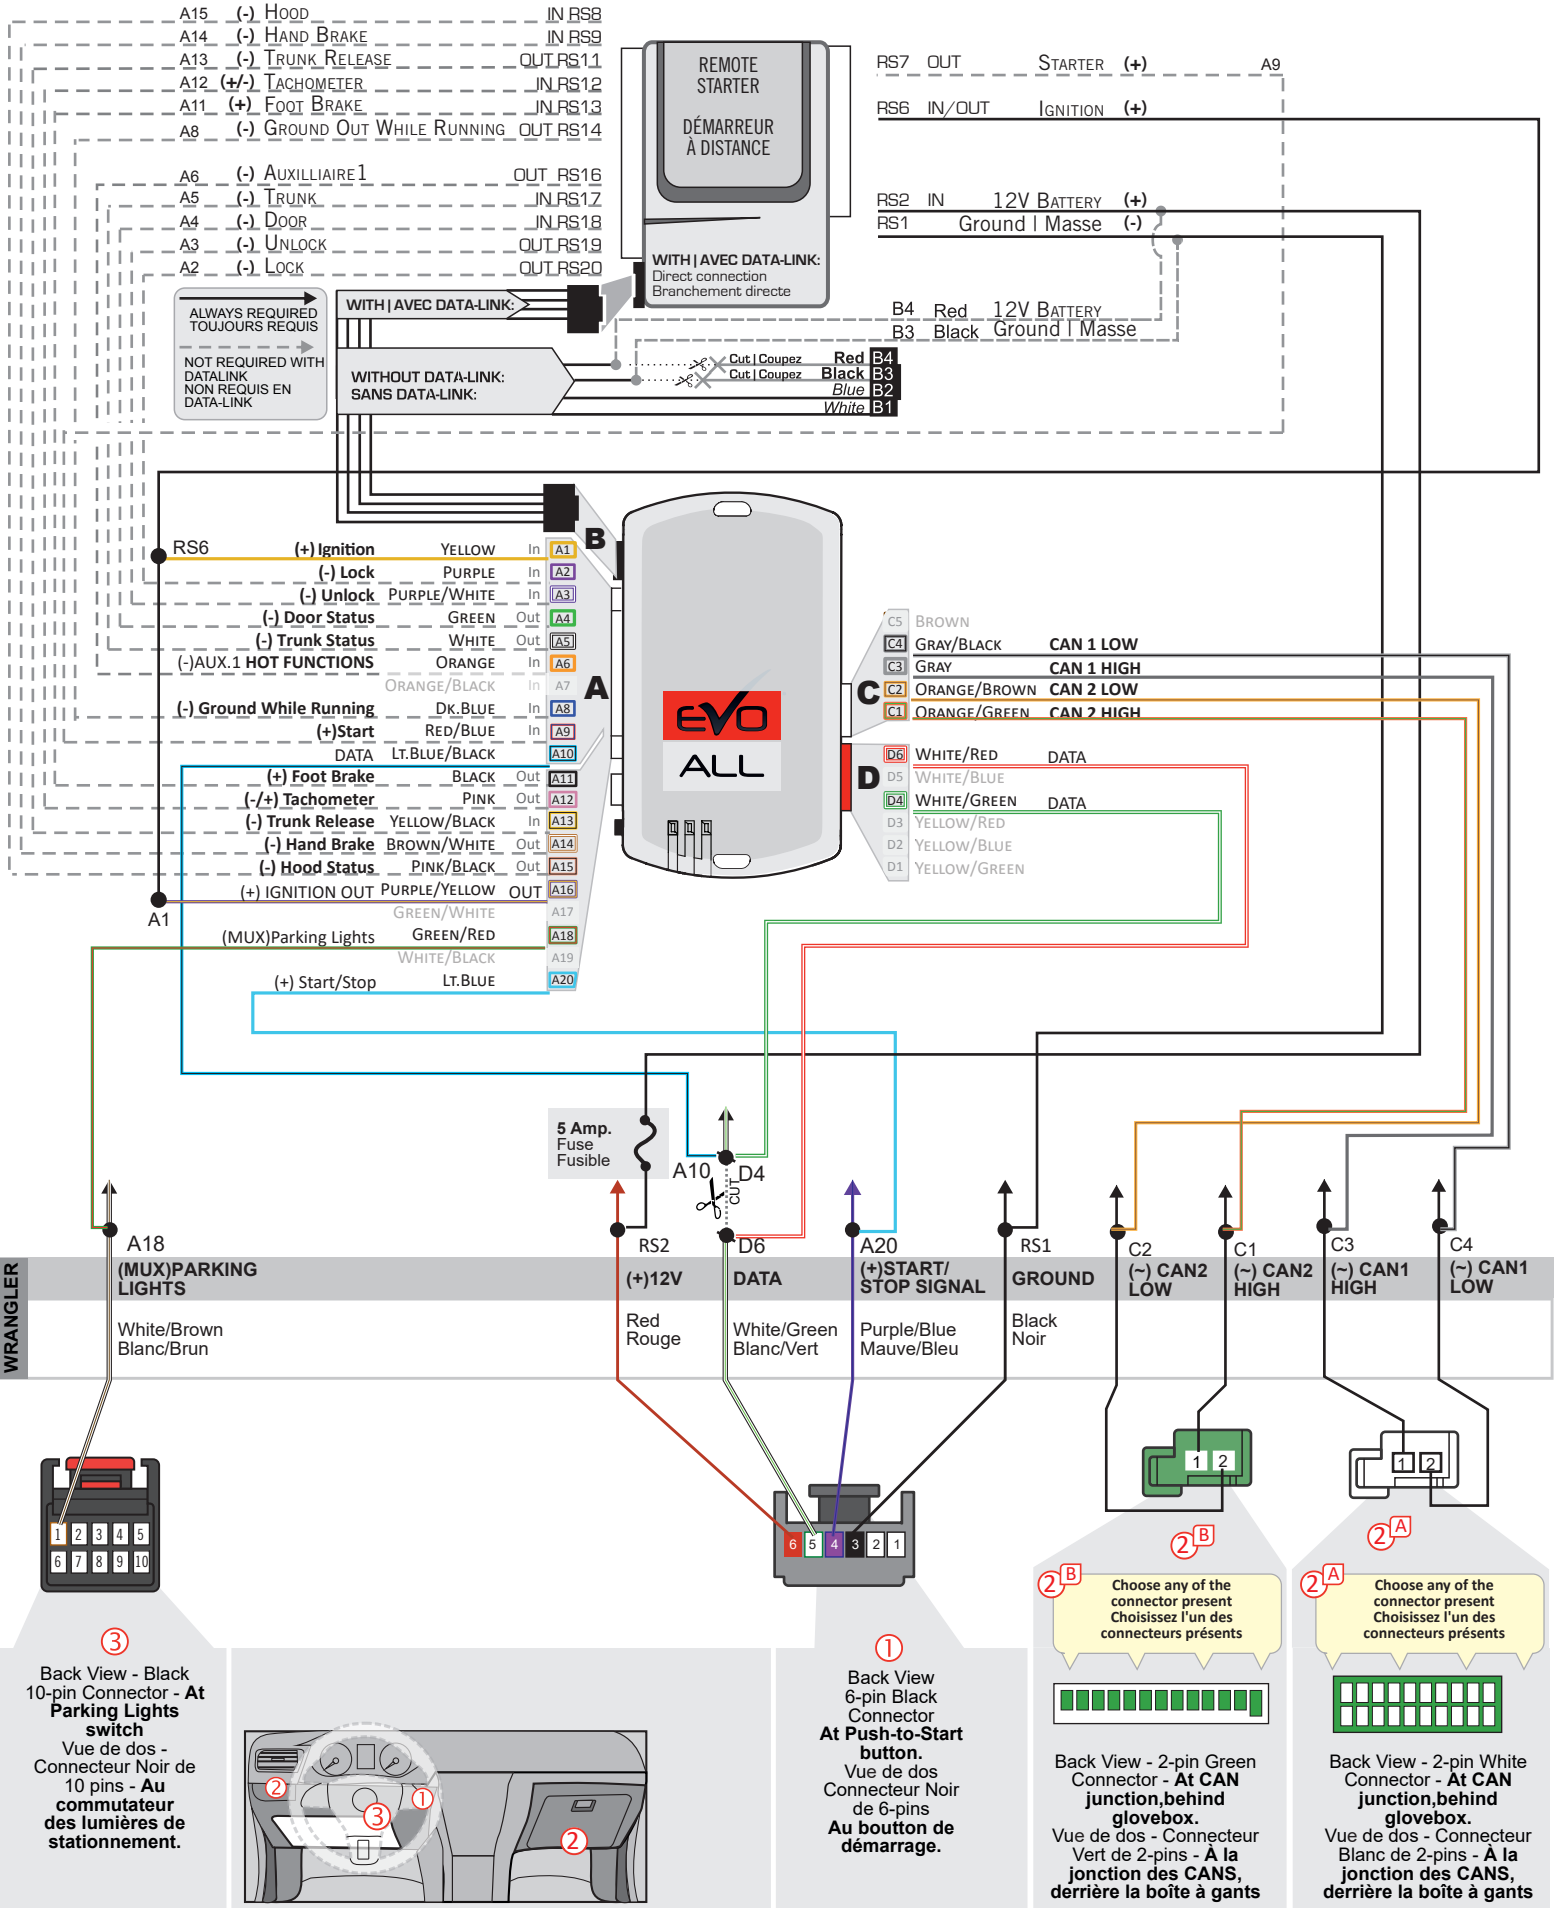 A15 (-) HOOD IN RS8
A14 (-) HAND BRAKE IN RS9
A13 (-) TRUNK RELEASE OUT RS11
A12 (+/-) TACHOMETER IN RS12
A11 (+) FOOT BRAKE IN RS13
A8 (-) GROUND OUT WHILE RUNNING OUT RS14
A6 (-) AUXILLIAIRE1 OUT RS16
A5 (-) TRUNK IN RS17
A4 (-) DOOR IN RS18
A3 (-) UNLOCK OUT RS19
A2 (-) LOCK OUT RS20
REMOTE
STARTER
DÉMARREUR
À DISTANCE
WITH | AVEC DATA-LINK:
Direct connection
Branchement directe
RS7 OUT STARTER (+) A9
RS6 IN/OUT IGNITION (+)
RS2 IN 12V BATTERY (+)
RS1 Ground | Masse (-)
B4 Red 12V BATTERY
B3 Black Ground | Masse
ALWAYS REQUIRED
TOUJOURS REQUIS
NOT REQUIRED WITH
DATALINK
NON REQUIS EN
DATA-LINK
WITH | AVEC DATA-LINK:
WITHOUT DATA-LINK:
SANS DATA-LINK:
Cut | Coupez Red B4
Cut | Coupez Black B3
Blue B2
White B1
RS6 (+) Ignition YELLOW In A1
(-) Lock PURPLE In A2
(-) Unlock PURPLE/WHITE In A3
(-) Door Status GREEN Out A4
(-) Trunk Status WHITE Out A5
(-)AUX.1 HOT FUNCTIONS ORANGE In A6
ORANGE/BLACK In A7
(-) Ground While Running DK.BLUE In A8
(+)Start RED/BLUE In A9
DATA LT.BLUE/BLACK A10
(+) Foot Brake BLACK Out A11
(-/+) Tachometer PINK Out A12
(-) Trunk Release YELLOW/BLACK In A13
(-) Hand Brake BROWN/WHITE Out A14
(-) Hood Status PINK/BLACK Out A15
(+) IGNITION OUT PURPLE/YELLOW OUT A16
A1
GREEN/WHITE A17
(MUX)Parking Lights GREEN/RED A18
WHITE/BLACK A19
(+) Start/Stop LT.BLUE A20
B
A
C
D
EVO
ALL
C5 BROWN
C4 GRAY/BLACK CAN 1 LOW
C3 GRAY CAN 1 HIGH
C2 ORANGE/BROWN CAN 2 LOW
C1 ORANGE/GREEN CAN 2 HIGH
D6 WHITE/RED DATA
D5 WHITE/BLUE
D4 WHITE/GREEN DATA
D3 YELLOW/RED
D2 YELLOW/BLUE
D1 YELLOW/GREEN
5 Amp.
Fuse
Fusible
A10 D4
CUT
A18 RS2 D6 A20 RS1 C2 C1 C3 C4
WRANGLER
(MUX)PARKING
LIGHTS
White/Brown
Blanc/Brun
(+)12V
Red
Rouge
DATA
White/Green
Blanc/Vert
(+)START/
STOP SIGNAL
Purple/Blue
Mauve/Bleu
GROUND
Black
Noir
(~) CAN2
LOW
(~) CAN2
HIGH
(~) CAN1
HIGH
(~) CAN1
LOW
1 2 3 4 5
6 7 8 9 10
6 5 4 3 2 1
1 2
1 2
2 B
2 A
3
Back View - Black
10-pin Connector - At
Parking Lights
switch
Vue de dos -
Connecteur Noir de
10 pins - Au
commutateur
des lumières de
stationnement.
2
1
3
2
1
Back View
6-pin Black
Connector
At Push-to-Start
button.
Vue de dos
Connecteur Noir
de 6-pins
Au boutton de
démarrage.
2 B
Choose any of the
connector present
Choisissez l'un des
connecteurs présents
Back View - 2-pin Green
Connector - At CAN
junction,behind
glovebox.
Vue de dos - Connecteur
Vert de 2-pins - À la
jonction des CANS,
derrière la boîte à gants
2 A
Choose any of the
connector present
Choisissez l'un des
connecteurs présents
Back View - 2-pin White
Connector - At CAN
junction,behind
glovebox.
Vue de dos - Connecteur
Blanc de 2-pins - À la
jonction des CANS,
derrière la boîte à gants